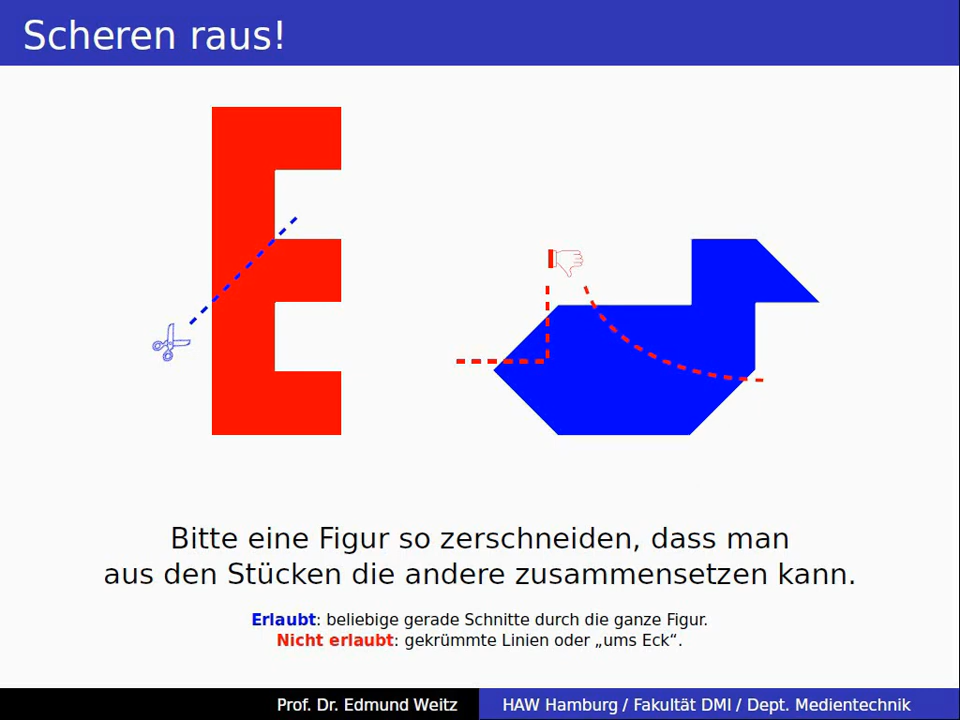 Scheren raus!
Bitte eine Figur so zerschneiden, dass man
aus den Stücken die andere zusammensetzen kann.
Erlaubt: beliebige gerade Schnitte durch die ganze Figur.
Nicht erlaubt: gekrümmte Linien oder „ums Eck“.
Prof. Dr. Edmund Weitz
HAW Hamburg / Fakultät DMI / Dept. Medientechnik